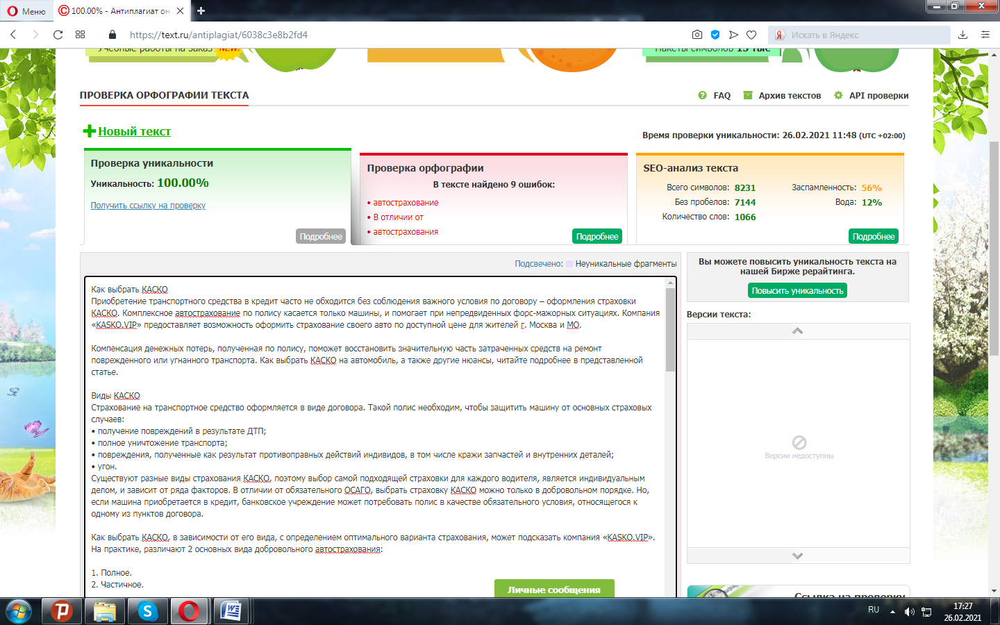 Меню
100.00% - Антиплагиат он
https://text.ru/antiplagiat/6038c3e8b2fd4
Искать в Яндекс
Учебные работы на заказ NEW!
Пакеты символов 15 тыс
ПРОВЕРКА ОРФОГРАФИИ ТЕКСТА
FAQ Архив текстов API проверки
Новый текст
Время проверки уникальности: 26.02.2021 11:48 (UTC +02:00)
Проверка уникальности
Уникальность: 100.00%
Получить ссылку на проверку
Подробнее
Проверка орфографии
В тексте найдено 9 ошибок:
• автострахование
• В отличии от
• автострахования
Подробнее
SEO-анализ текста
Всего символов: 8231 Заспамленность: 56%
Без пробелов: 7144 Вода: 12%
Количество слов: 1066
Подробнее
Подсвечено: Неуникальные фрагменты
Как выбрать КАСКО
Приобретение транспортного средства в кредит часто не обходится без соблюдения важного условия по договору – оформления страховки
КАСКО. Комплексное автострахование по полису касается только машины, и помогает при непредвиденных форс-мажорных ситуациях. Компания
«KASKO.VIP» предоставляет возможность оформить страхование своего авто по доступной цене для жителей г. Москва и МО.
Компенсация денежных потерь, полученная по полису, поможет восстановить значительную часть затраченных средств на ремонт
поврежденного или угнанного транспорта. Как выбрать КАСКО на автомобиль, а также другие нюансы, читайте подробнее в представленной
статье.
Виды КАСКО
Страхование на транспортное средство оформляется в виде договора. Такой полис необходим, чтобы защитить машину от основных страховых
случаев:
• получение повреждений в результате ДТП;
• полное уничтожение транспорта;
• повреждения, полученные как результат противоправных действий индивидов, в том числе кражи запчастей и внутренних деталей;
• угон.
Существуют разные виды страхования КАСКО, поэтому выбор самой подходящей страховки для каждого водителя, является индивидуальным
делом, и зависит от ряда факторов. В отличии от обязательного ОСАГО, выбрать страховку КАСКО можно только в добровольном порядке. Но,
если машина приобретается в кредит, банковское учреждение может потребовать полис в качестве обязательного условия, относящегося к
одному из пунктов договора.
Как выбрать КАСКО, в зависимости от его вида, с определением оптимального варианта страхования, может подсказать компания «KASKO.VIP».
На практике, различают 2 основных вида добровольного автострахования:
1. Полное.
2. Частичное.
Вы можете повысить уникальность текста на
нашей Бирже рерайтинга.
Повысить уникальность
Версии текста:
Версии недоступны
Ссылка на проверку
Личные сообщения
RU
17:27
26.02.2021